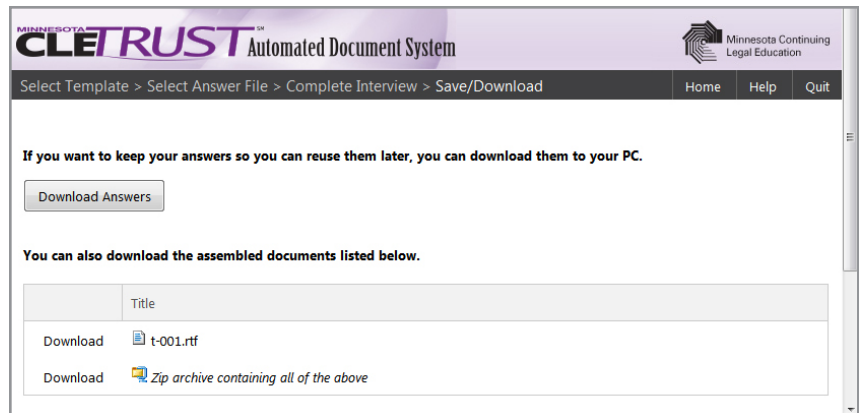 MINNESOTA
CLETRUST℠ Automated Document System
Minnesota Continuing
Legal Education
Select Template > Select Answer File > Complete Interview > Save/Download
Home Help Quit
If you want to keep your answers so you can reuse them later, you can download them to your PC.
Download Answers
You can also download the assembled documents listed below.
Title
Download t-001.rtf
Download Zip archive containing all of the above